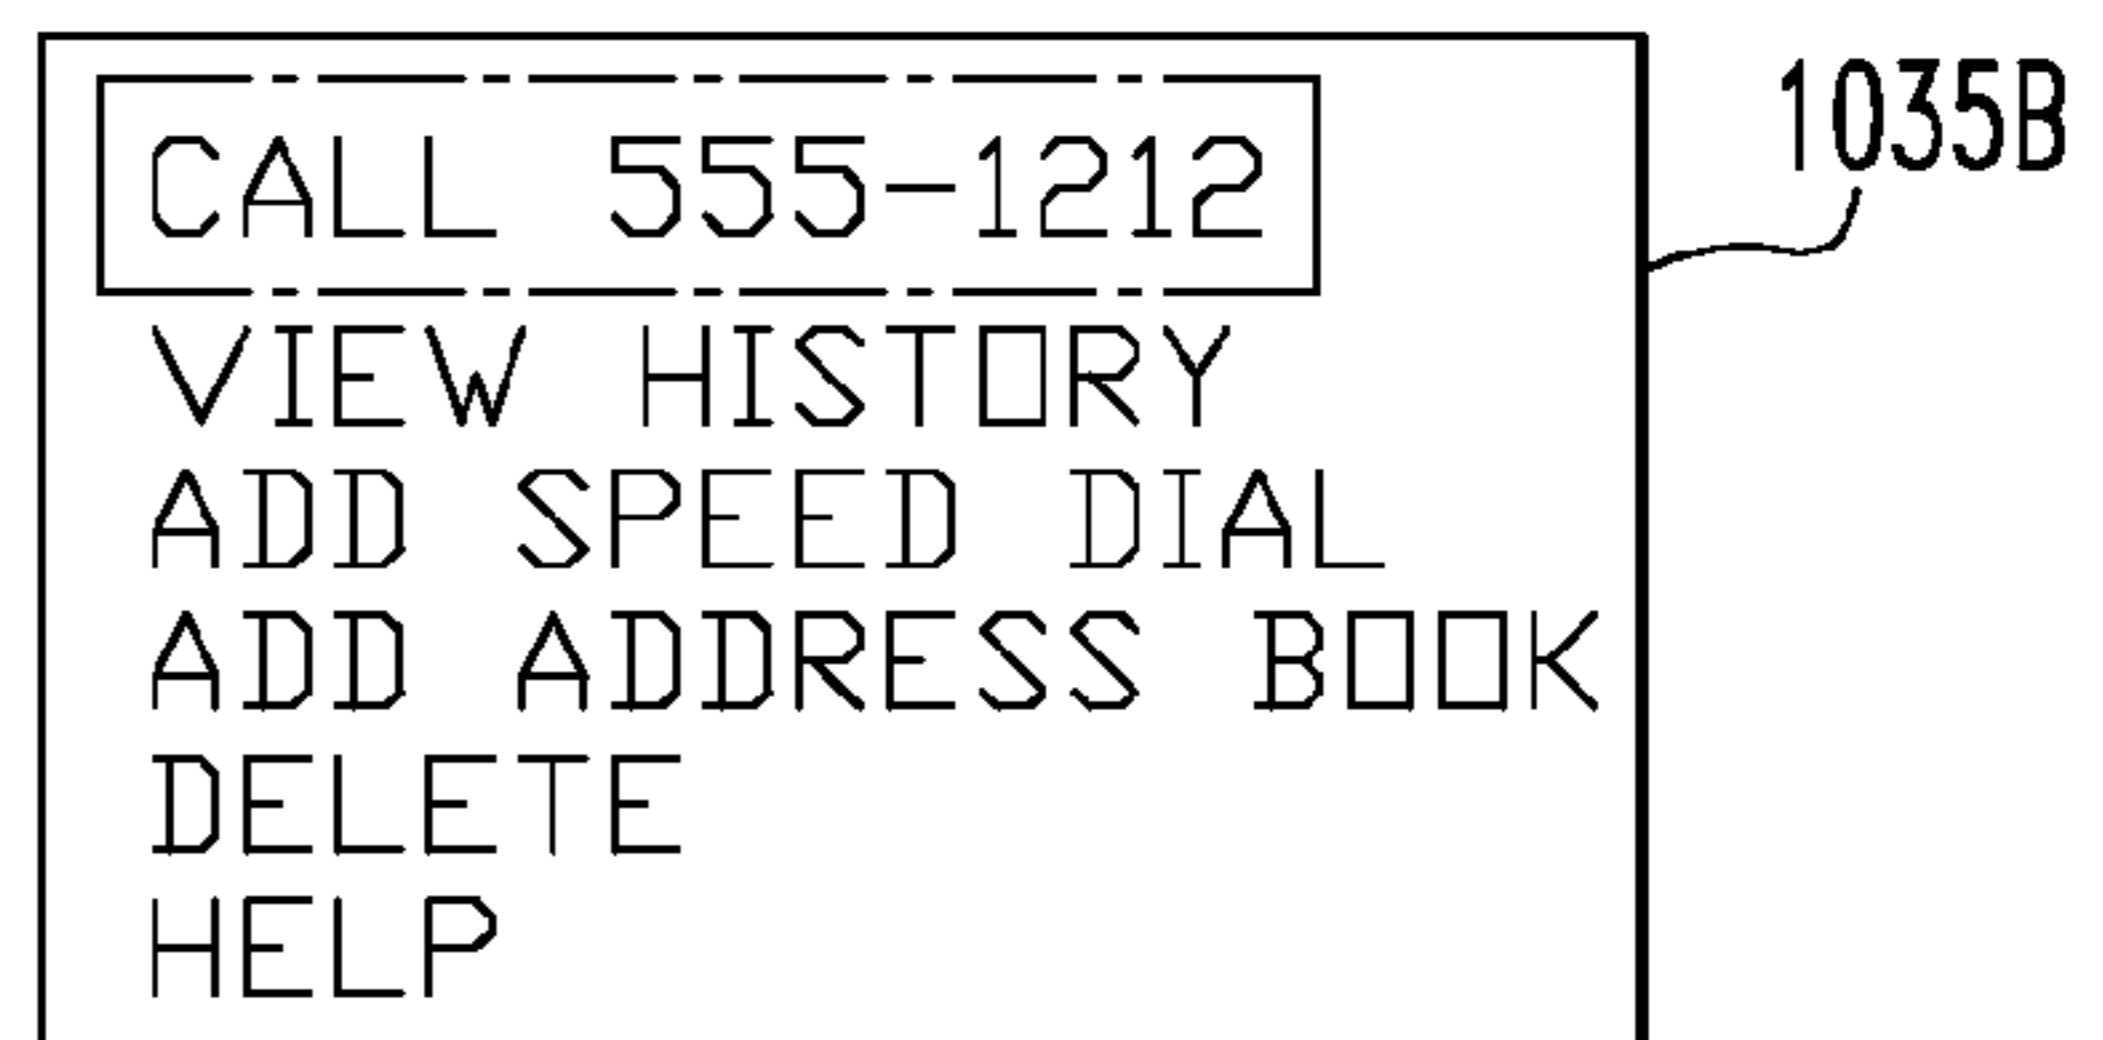 CALL 555-1212
1035B
VIEW HISTORY
ADD SPEED DIAL
ADD ADDRESS BOOK
DELETE
HELP